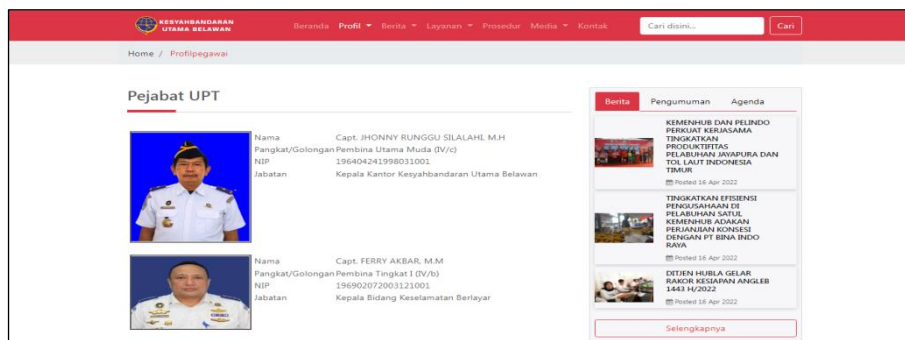 KESYAHBANDARAN
UTAMA BELAWAN
Beranda Profil Berita Layanan Prosedur Media Kontak
Cari disini...
Cari
Home / Profilpegawai
Pejabat UPT
Nama Capt. JHONNY RUNGGU SILALAHI, M.H
Pangkat/Golongan Pembina Utama Muda (IV/c)
NIP 196404241998031001
Jabatan Kepala Kantor Kesyahbandaran Utama Belawan
Nama Capt. FERRY AKBAR, M.M
Pangkat/Golongan Pembina Tingkat I (IV/b)
NIP 196902072003121001
Jabatan Kepala Bidang Keselamatan Berlayar
Berita Pengumuman Agenda
KEMENHUB DAN PELINDO
PERKUAT KERJASAMA
TINGKATKAN
PRODUKTIFITAS
PELABUHAN JAYAPURA DAN
TOL LAUT INDONESIA
TIMUR
Posted 16 Apr 2022
TINGKATKAN EFISIENSI
PENGUSAHAAN DI
PELABUHAN SATUI,
KEMENHUB ADAKAN
PERJANJIAN KONSESI
DENGAN PT BINA INDO
RAYA
Posted 16 Apr 2022
DITJEN HUBLA GELAR
RAKOR KESIAPAN ANGLEB
1443 H/2022
Posted 16 Apr 2022
Selengkapnya